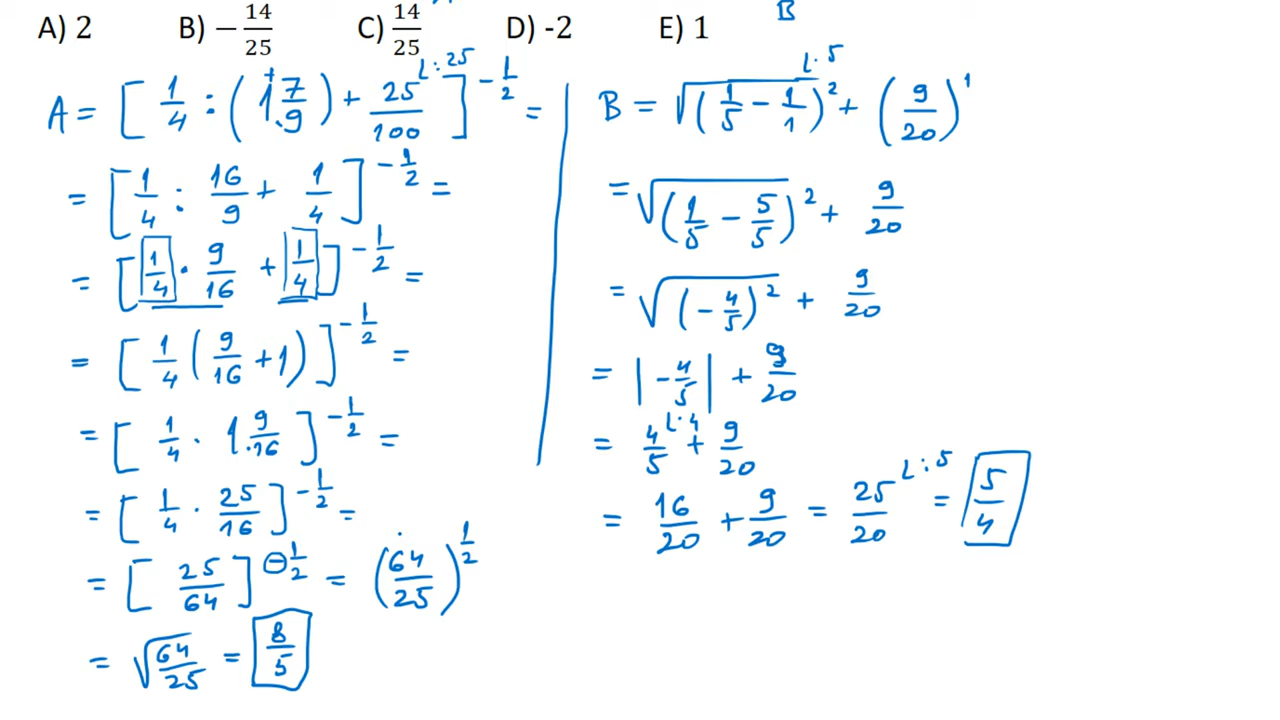 B
A) 2 B) −14/25 C) 14/25 D) -2 E) 1
A = [ 1/4 : (1 7/9) + 25/100 ∟:25 ]^(-1/2) =
= [ 1/4 : 16/9 + 1/4 ]^(-1/2) =
= [ 1/4 · 9/16 + 1/4 ]^(-1/2) =
= [ 1/4 ( 9/16 + 1) ]^(-1/2) =
= [ 1/4 · 1 9/16 ]^(-1/2) =
= [ 1/4 · 25/16 ]^(-1/2) =
= [ 25/64 ]^(-1/2) = (64/25)^(1/2)
= √(64/25) = 8/5
B = √((1/5 − 1/1 ∟·5)^2) + (9/20)^1
= √((1/5 − 5/5)^2) + 9/20
= √((− 4/5)^2) + 9/20
= |− 4/5| + 9/20
= 4/5 ∟·4 + 9/20
= 16/20 + 9/20 = 25/20 ∟:5 = 5/4